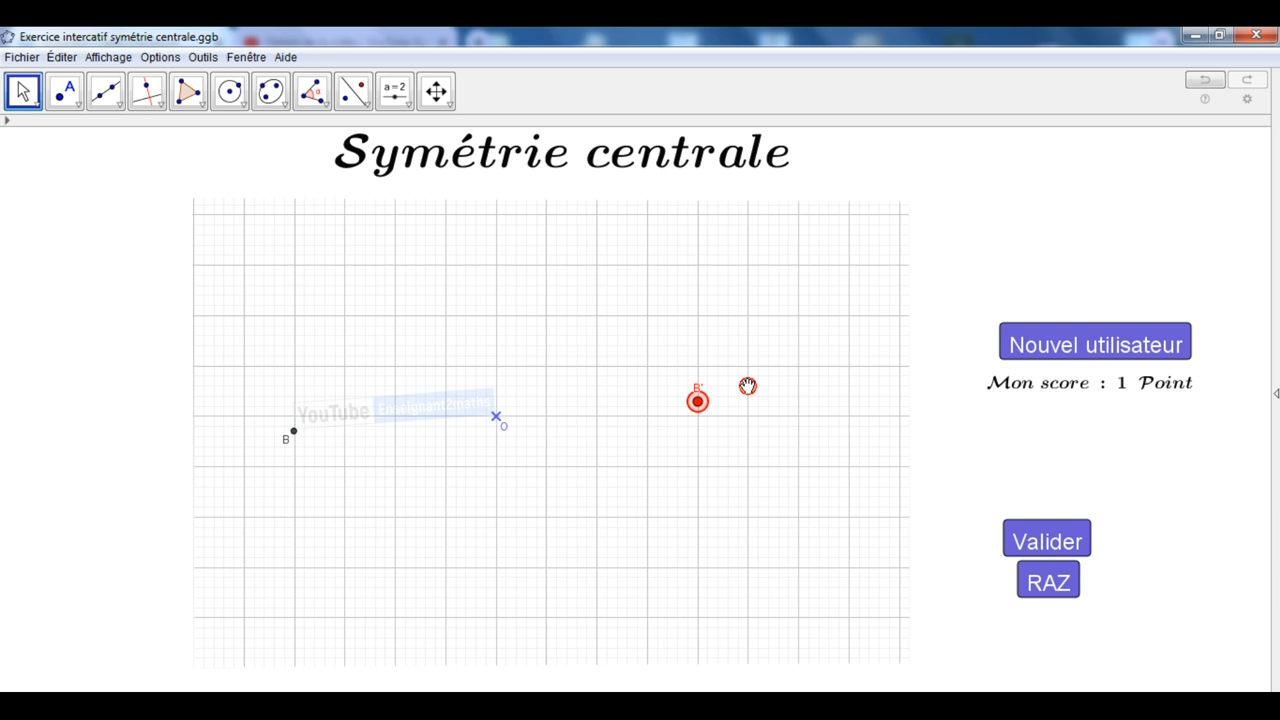 Exercice intercatif symétrie centrale.ggb
Fichier Éditer Affichage Options Outils Fenêtre Aide
A
α
a=2
Symétrie centrale
Nouvel utilisateur
Mon score : 1 Point
B'
YouTube Enseignant2maths
O
B
Valider
RAZ